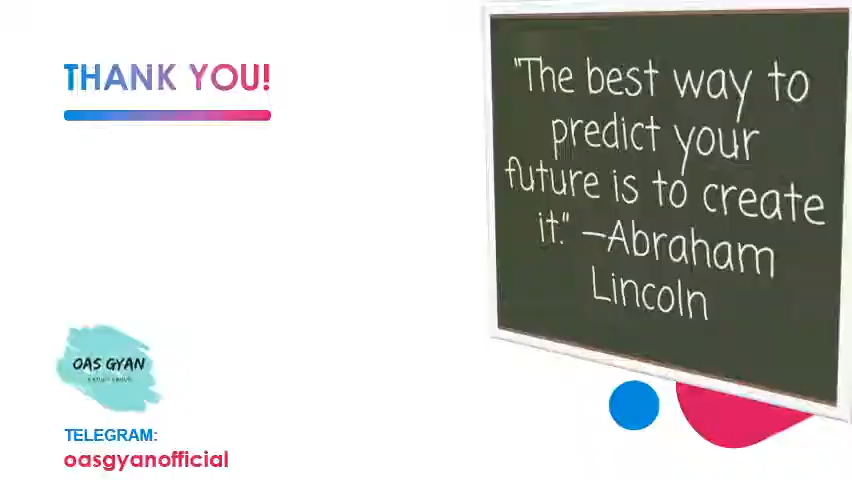 THANK YOU!
"The best way to
predict your
future is to create
it." –Abraham
Lincoln
OAS GYAN
TELEGRAM:
oasgyanofficial